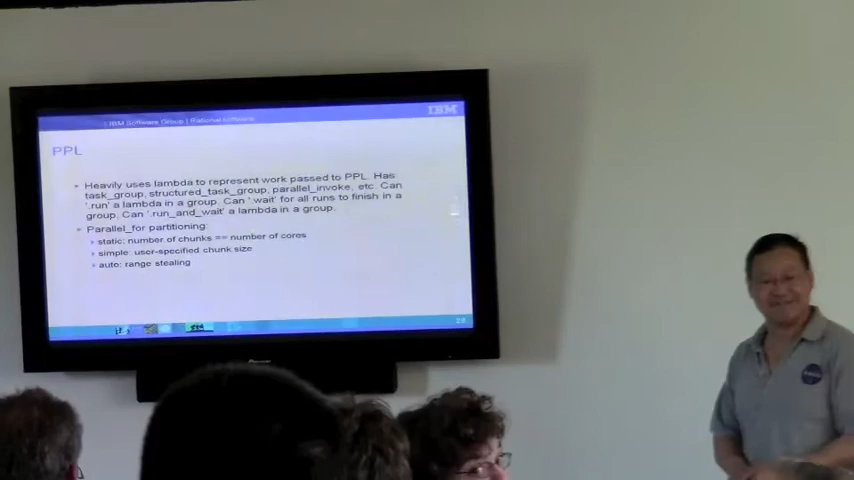 IBM Software Group | Rational software
IBM
PPL
• Heavily uses lambda to represent work passed to PPL. Has
task_group, structured_task_group, parallel_invoke, etc. Can
'.run' a lambda in a group. Can '.wait' for all runs to finish in a
group. Can '.run_and_wait' a lambda in a group.
• Parallel_for partitioning:
static: number of chunks == number of cores
simple: user-specified chunk size
auto: range stealing